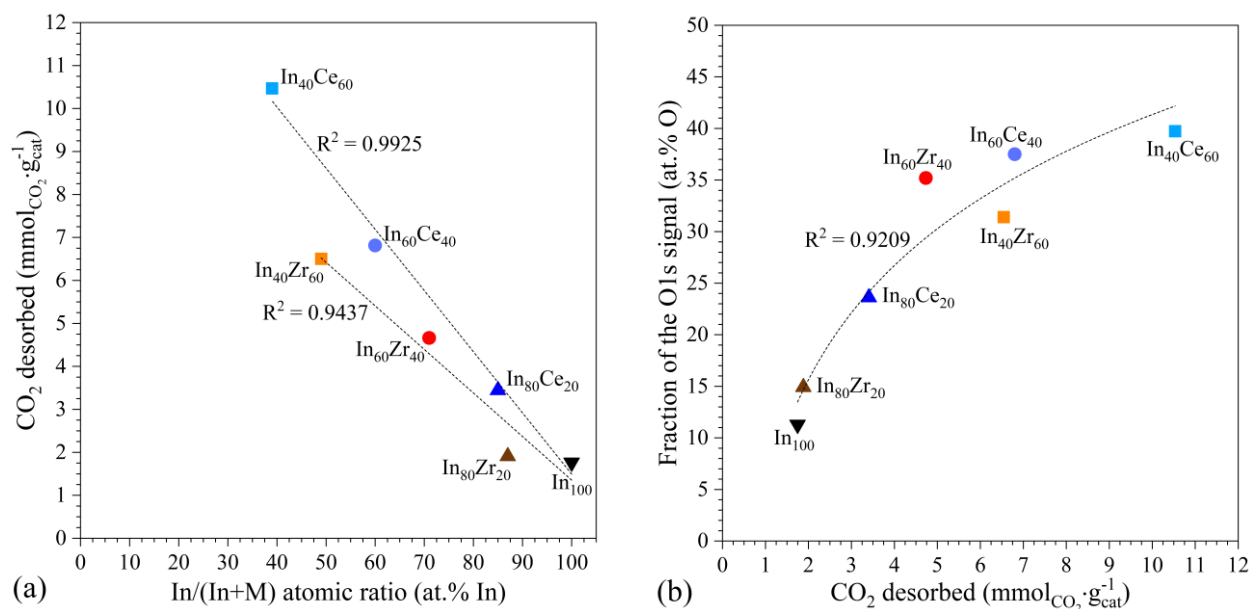 12
11
10
9
8
7
6
5
4
3
2
1
0
CO₂ desorbed (mmol_CO₂·g⁻¹_cat)
In₄₀Ce₆₀
R² = 0.9925
In₆₀Ce₄₀
In₄₀Zr₆₀
R² = 0.9437
In₆₀Zr₄₀
In₈₀Ce₂₀
In₈₀Zr₂₀
In₁₀₀
0 10 20 30 40 50 60 70 80 90 100
In/(In+M) atomic ratio (at.% In)
(a)
50
45
40
35
30
25
20
15
10
5
0
Fraction of the O1s signal (at.% O)
In₆₀Ce₄₀
In₄₀Ce₆₀
In₆₀Zr₄₀
In₄₀Zr₆₀
R² = 0.9209
In₈₀Ce₂₀
In₈₀Zr₂₀
In₁₀₀
0 1 2 3 4 5 6 7 8 9 10 11 12
CO₂ desorbed (mmol_CO₂·g⁻¹_cat)
(b)